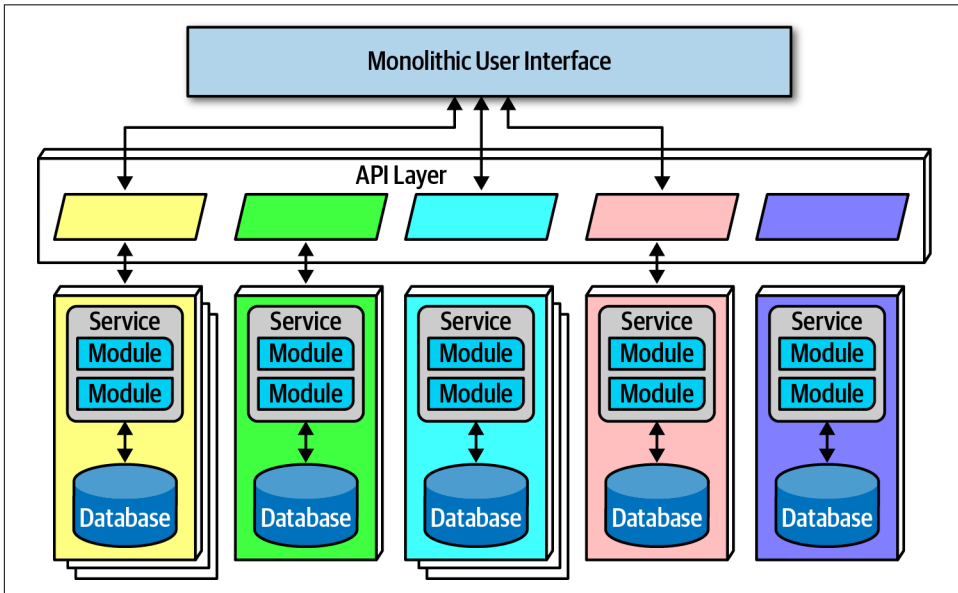 Monolithic User Interface
API Layer
Service
Module
Module
Database
Service
Module
Module
Database
Service
Module
Module
Database
Service
Module
Module
Database
Service
Module
Module
Database